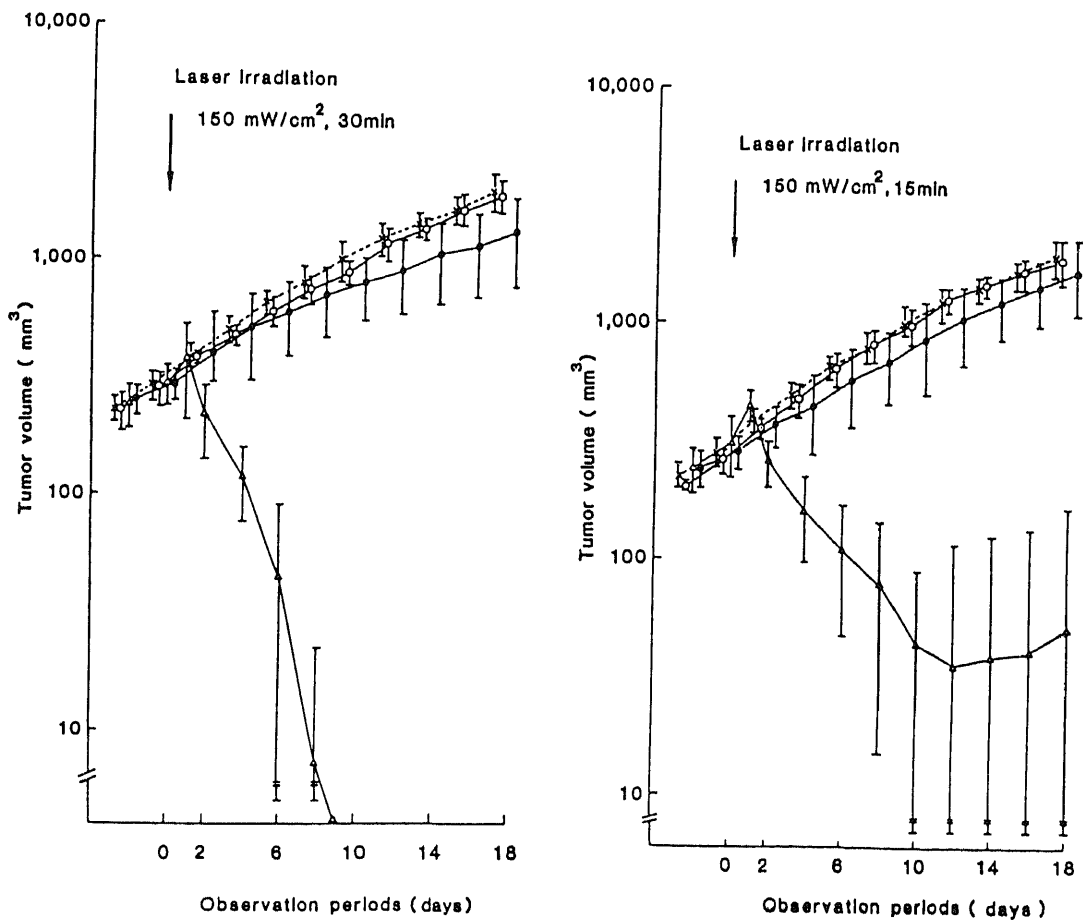 10,000
Laser Irradiation
150 mW/cm², 30min
1,000
100
10
Tumor volume ( mm³)
0 2 6 10 14 18
Observation periods (days)
10,000
Laser Irradiation
150 mW/cm², 15min
1,000
100
10
Tumor volume ( mm³)
0 2 6 10 14 18
Observation periods ( days)